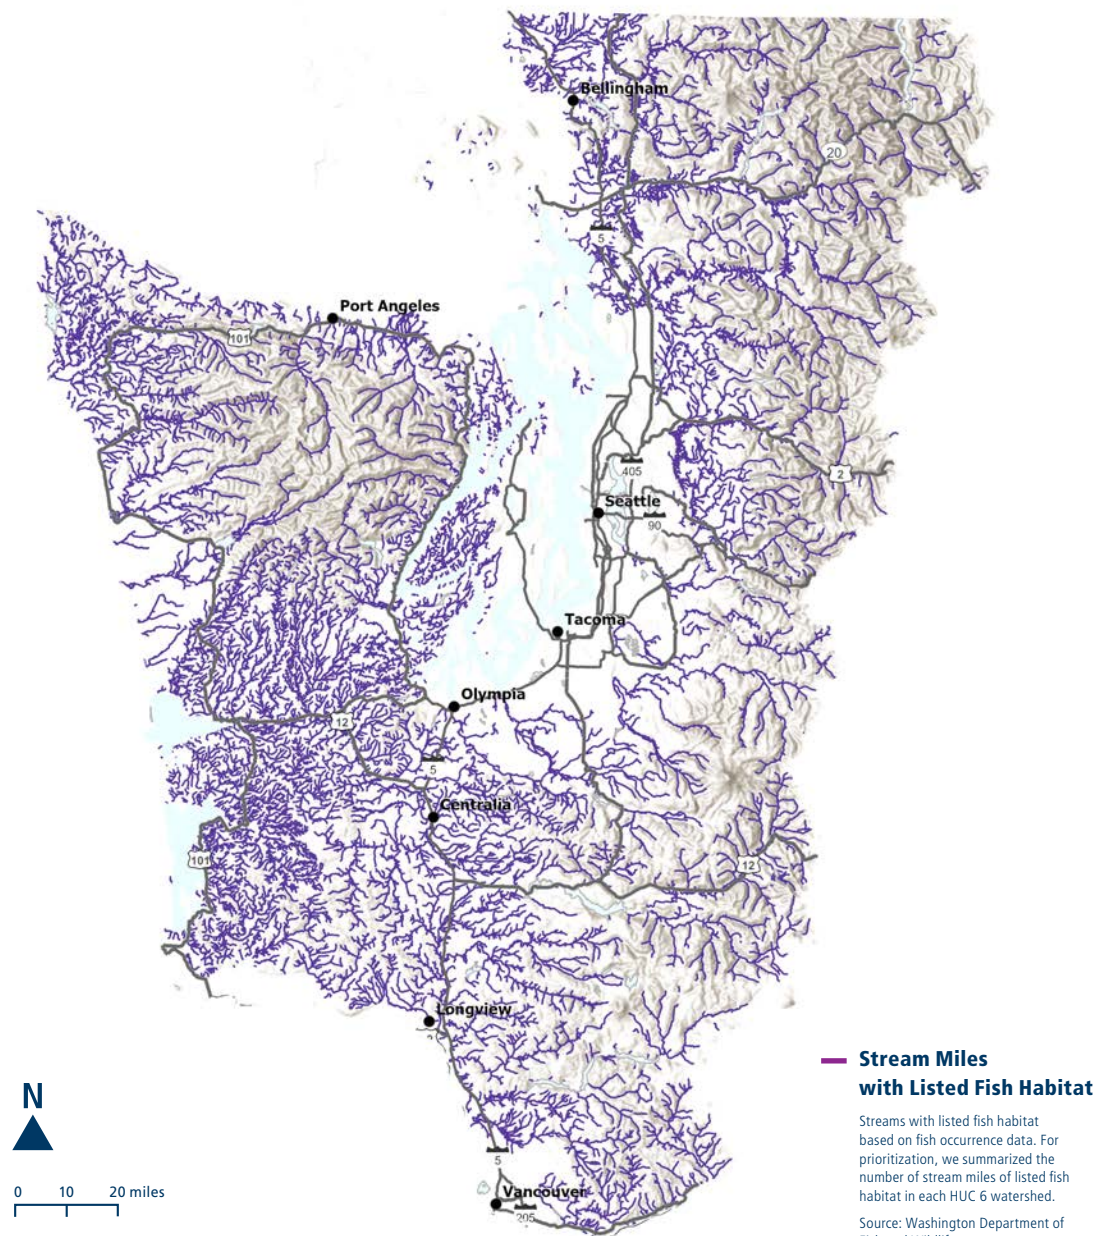 Bellingham
20
5
Port Angeles
101
2
405
Seattle
90
Tacoma
Olympia
12
5
Centralia
101
12
Longview
N
0 10 20 miles
5
Vancouver
205
Stream Miles
with Listed Fish Habitat
Streams with listed fish habitat
based on fish occurrence data. For
prioritization, we summarized the
number of stream miles of listed fish
habitat in each HUC 6 watershed.
Source: Washington Department of